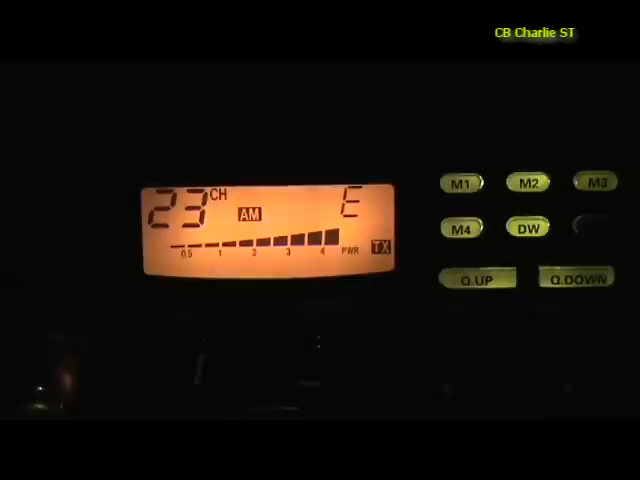 CB Charlie ST
23 CH AM E
0.5 1 2 3 4 PWR TX
M1 M2 M3
M4 DW
Q.UP Q.DOWN